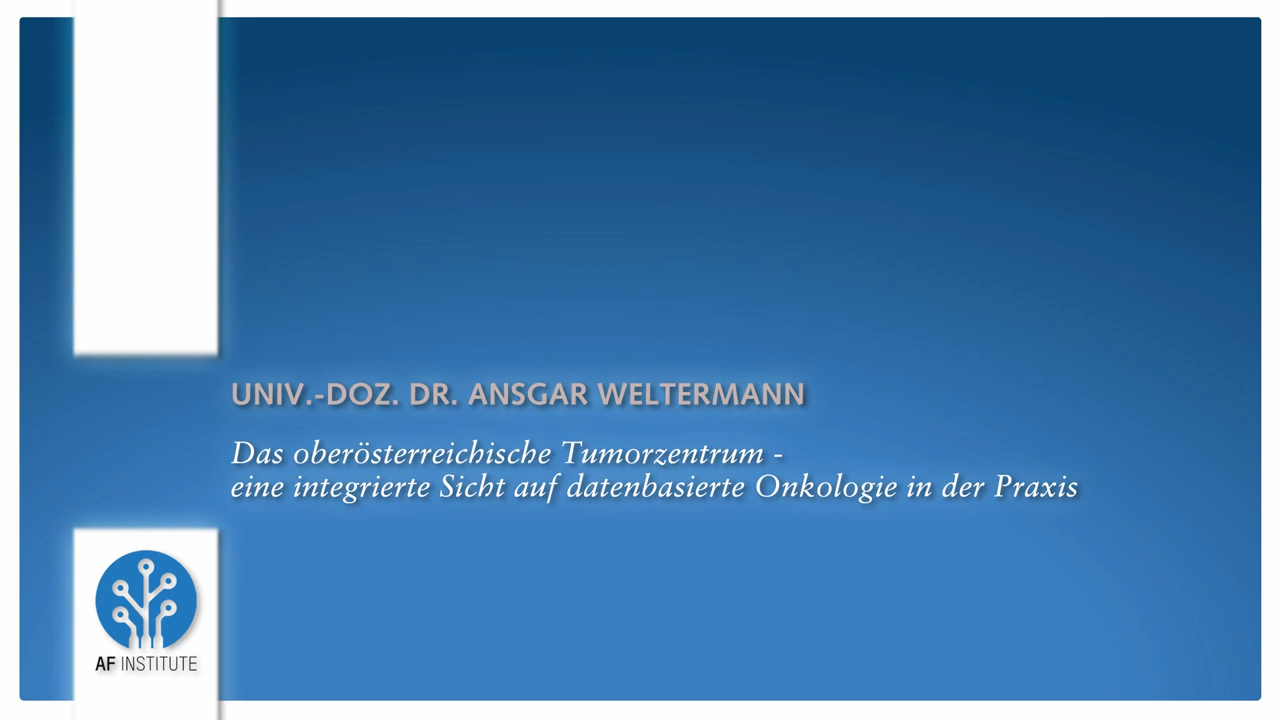 UNIV.-DOZ. DR. ANSGAR WELTERMANN
Das oberösterreichische Tumorzentrum -
eine integrierte Sicht auf datenbasierte Onkologie in der Praxis
AF INSTITUTE